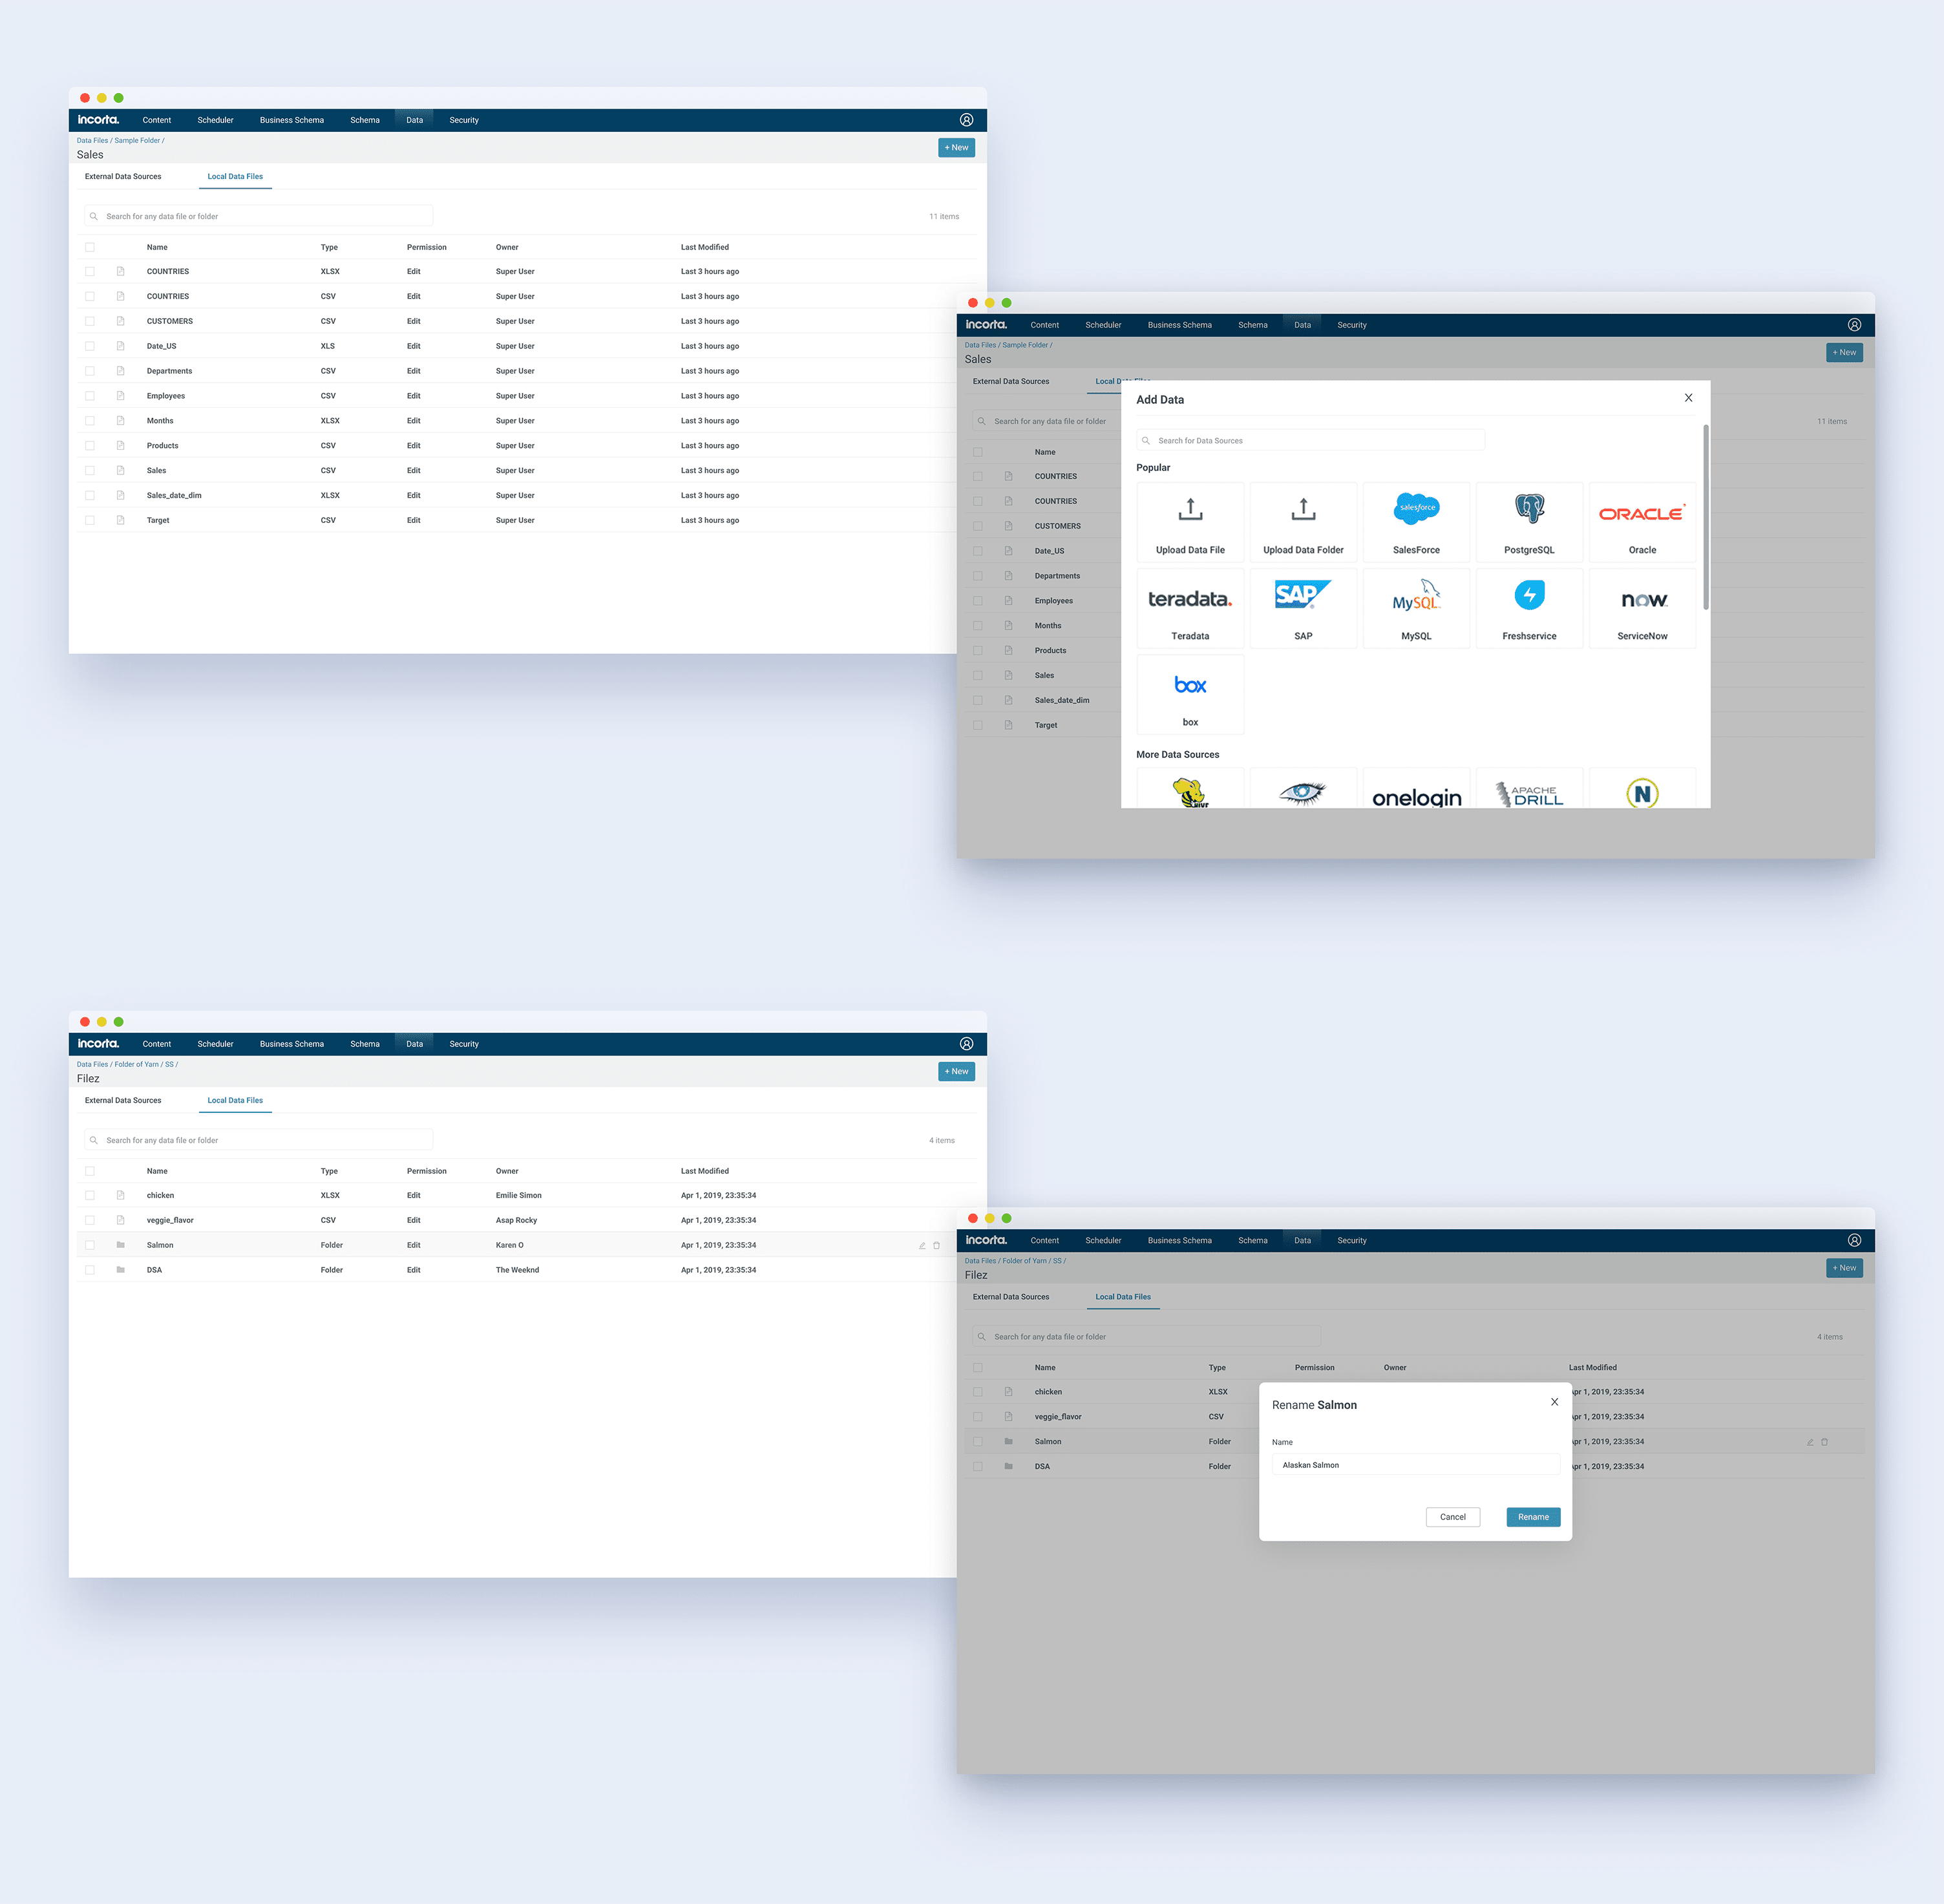 incorta. Content Scheduler Business Schema Schema Data Security
Data Files / Sample Folder /
Sales
+ New
External Data Sources Local Data Files
Search for any data file or folder 11 items
Name Type Permission Owner Last Modified
COUNTRIES XLSX Edit Super User Last 3 hours ago
COUNTRIES CSV Edit Super User Last 3 hours ago
CUSTOMERS CSV Edit Super User Last 3 hours ago
Date_US XLS Edit Super User Last 3 hours ago
Departments CSV Edit Super User Last 3 hours ago
Employees CSV Edit Super User Last 3 hours ago
Months XLSX Edit Super User Last 3 hours ago
Products CSV Edit Super User Last 3 hours ago
Sales CSV Edit Super User Last 3 hours ago
Sales_date_dim XLSX Edit Super User Last 3 hours ago
Target CSV Edit Super User Last 3 hours ago
incorta. Content Scheduler Business Schema Schema Data Security
Data Files / Sample Folder /
Sales
+ New
External Data Sources Local Data Files
Search for any data file or folder 11 items
Name
COUNTRIES
COUNTRIES
CUSTOMERS
Date_US
Departments
Employees
Months
Products
Sales
Sales_date_dim
Target
Add Data X
Search for Data Sources
Popular
salesforce ORACLE
Upload Data File Upload Data Folder SalesForce PostgreSQL Oracle
teradata. SAP MySQL now
Teradata SAP MySQL Freshservice ServiceNow
box
box
More Data Sources
HIVE onelogin APACHE DRILL N
incorta. Content Scheduler Business Schema Schema Data Security
Data Files / Folder of Yarn / SS /
Filez
+ New
External Data Sources Local Data Files
Search for any data file or folder 4 items
Name Type Permission Owner Last Modified
chicken XLSX Edit Emilie Simon Apr 1, 2019, 23:35:34
veggie_flavor CSV Edit Asap Rocky Apr 1, 2019, 23:35:34
Salmon Folder Edit Karen O Apr 1, 2019, 23:35:34
DSA Folder Edit The Weeknd Apr 1, 2019, 23:35:34
incorta. Content Scheduler Business Schema Schema Data Security
Data Files / Folder of Yarn / SS /
Filez
+ New
External Data Sources Local Data Files
Search for any data file or folder 4 items
Name Type Permission Owner Last Modified
chicken XLSX Apr 1, 2019, 23:35:34
veggie_flavor CSV Apr 1, 2019, 23:35:34
Salmon Folder Apr 1, 2019, 23:35:34
DSA Folder Apr 1, 2019, 23:35:34
Rename Salmon X
Name
Alaskan Salmon
Cancel Rename